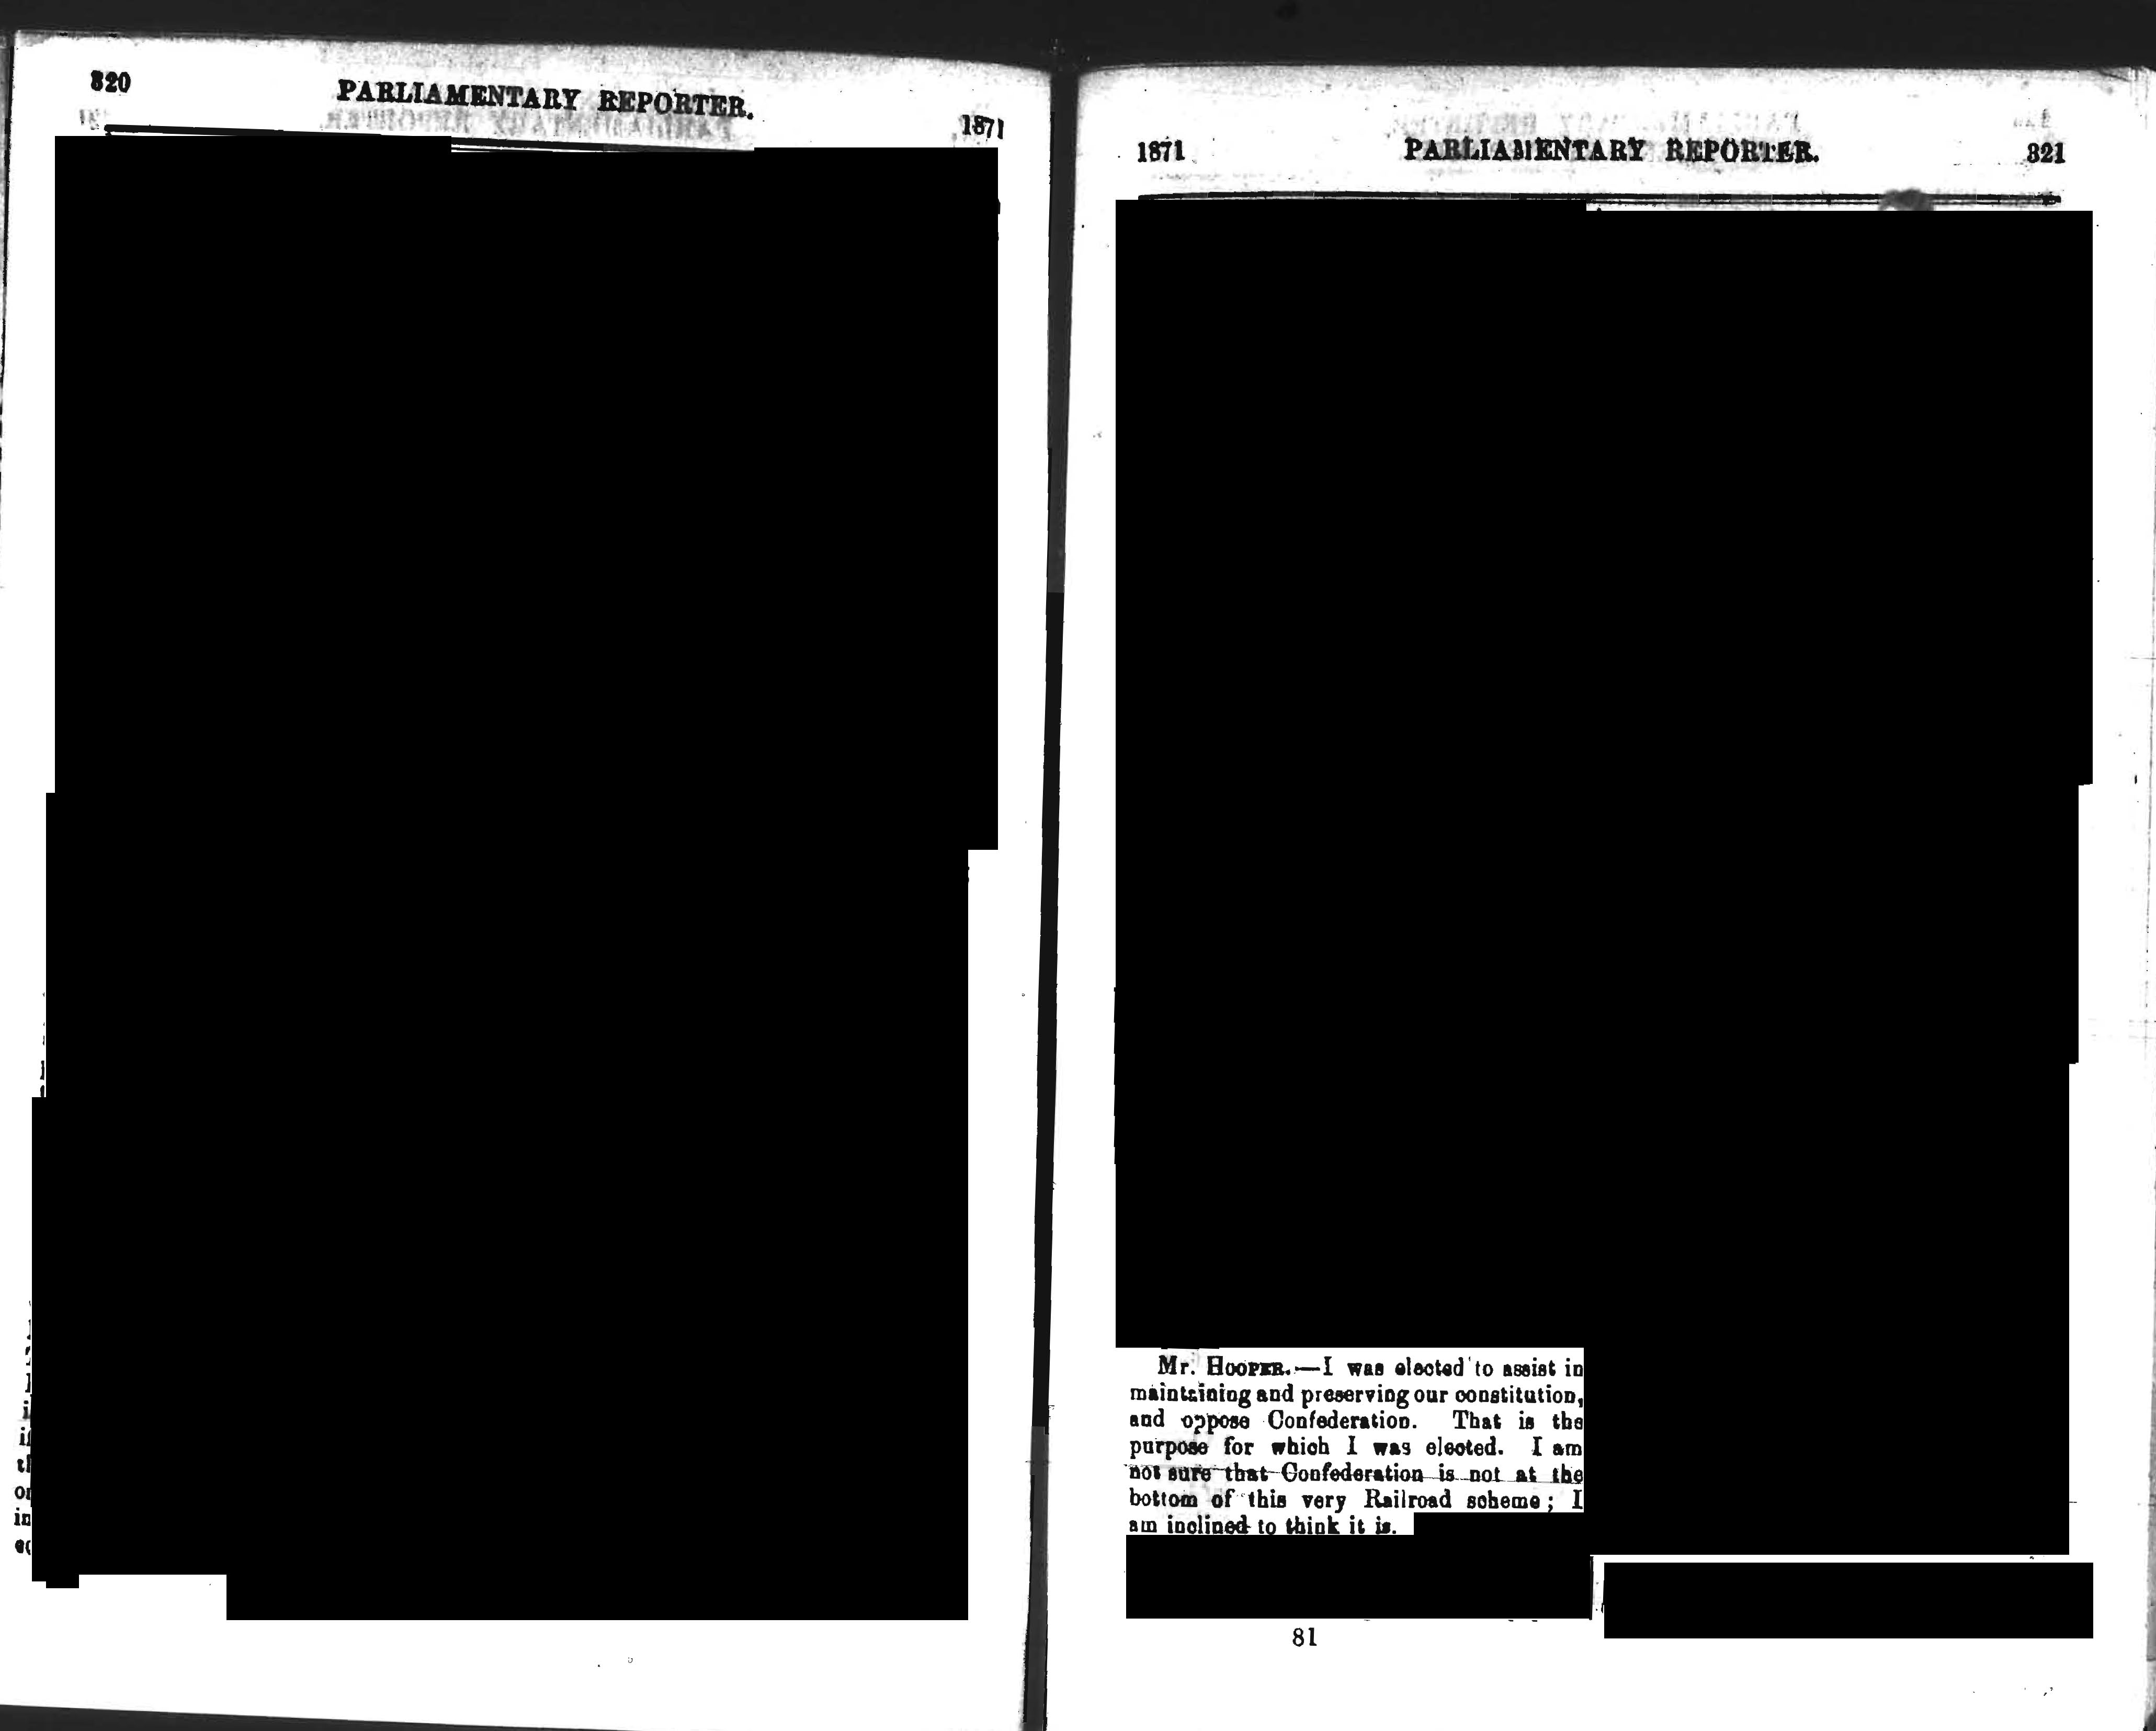 320
PARLIAMENTARY REPORTER.
1871
1871
PARLIAMENTARY REPORTER.
321
Mr. HOOPER.—I was elected to assist in
maintaining and preserving our constitution,
and oppose Confederation. That is the
purpose for which I was elected. I am
not sure that Confederation is not at the
bottom of this very Railroad scheme; I
am inclined to think it is.
81